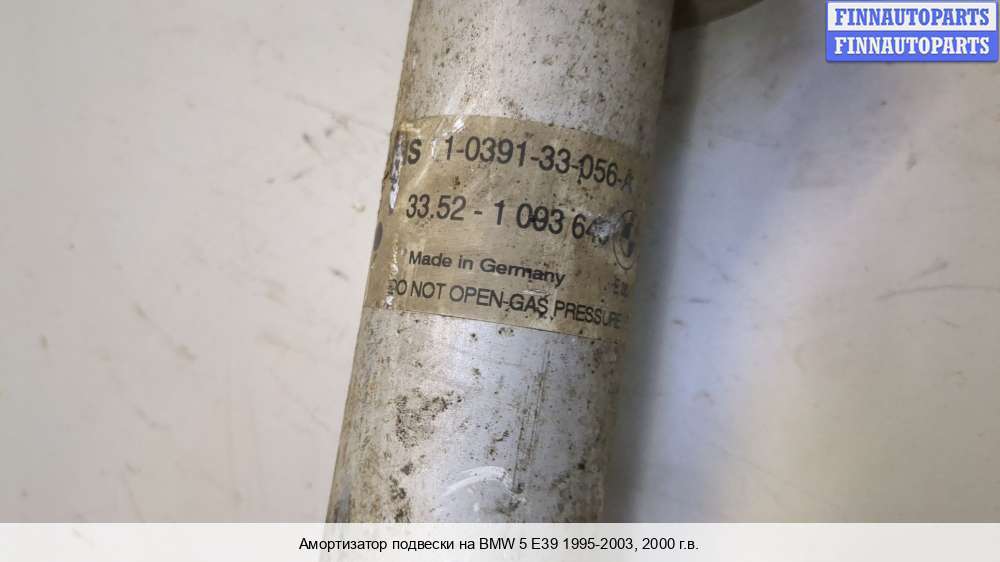 FINNAUTOPARTS
FINNAUTOPARTS
1-0391-33-056-A
33.52 - 1 093 64
Made in Germany
DO NOT OPEN-GAS PRESSURE
Амортизатор подвески на BMW 5 E39 1995-2003, 2000 г.в.